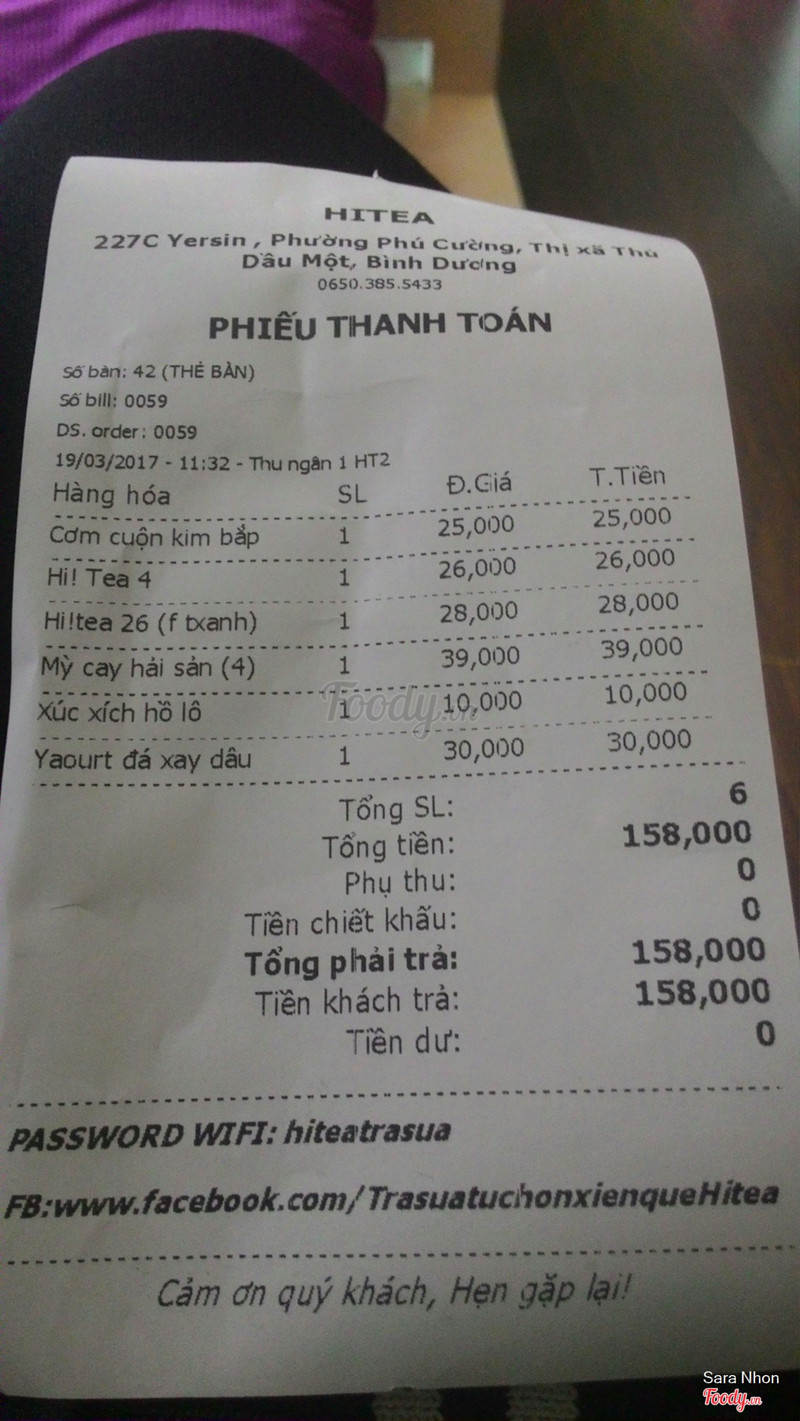 HITEA
227C Yersin , Phường Phú Cường, Thị xã Thủ
Dầu Một, Bình Dương
0650.385.5433
PHIẾU THANH TOÁN
Số bàn: 42 (THẺ BÀN)
Số bill: 0059
DS. order: 0059
19/03/2017 - 11:32 - Thu ngân 1 HT2
Hàng hóa SL Đ.Giá T.Tiền
Cơm cuộn kim bắp 1 25,000 25,000
Hi! Tea 4 1 26,000 26,000
Hi!tea 26 (f txanh) 1 28,000 28,000
Mỳ cay hải sản (4) 1 39,000 39,000
Xúc xích hồ lô 1 10,000 10,000
Yaourt đá xay dâu 1 30,000 30,000
Tổng SL: 6
Tổng tiền: 158,000
Phụ thu: 0
Tiền chiết khấu: 0
Tổng phải trả: 158,000
Tiền khách trả: 158,000
Tiền dư: 0
PASSWORD WIFI: hiteatrasua
FB:www.facebook.com/TrasuatuchonxienqueHitea
Cảm ơn quý khách, Hẹn gặp lại!
Foody.vn
Sara Nhon
Foody.vn